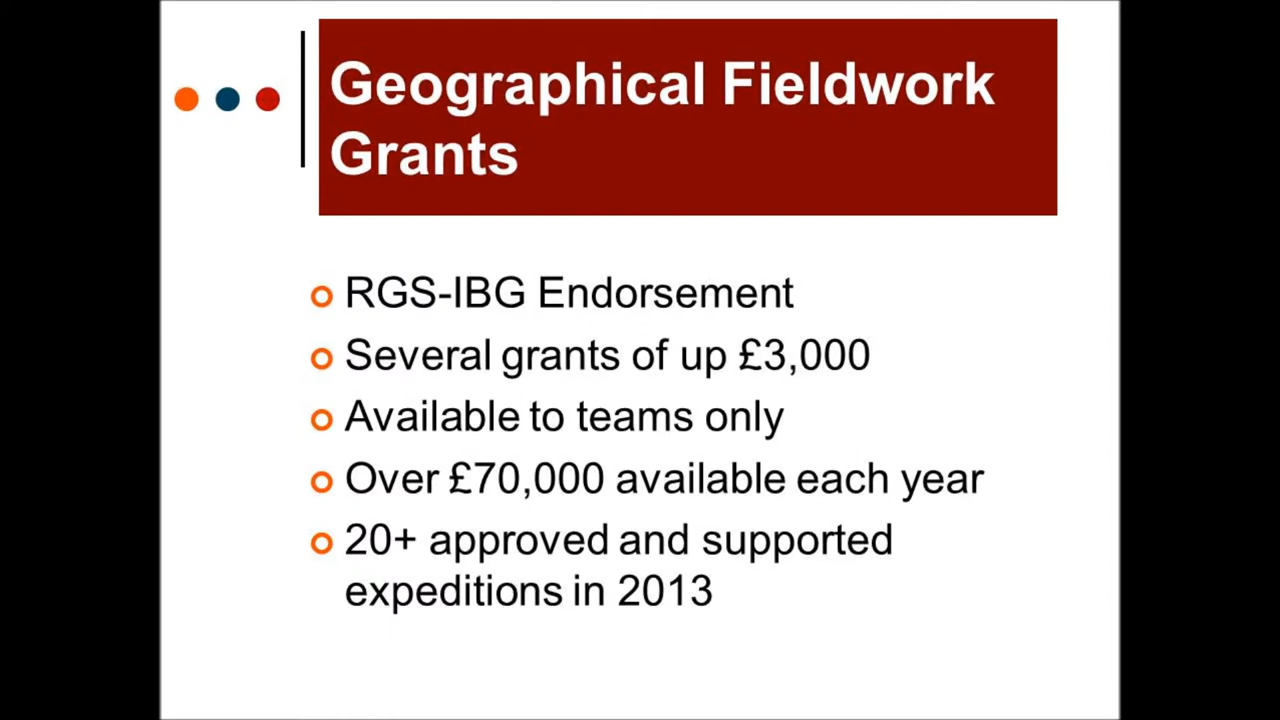 Geographical Fieldwork
Grants
RGS-IBG Endorsement
Several grants of up £3,000
Available to teams only
Over £70,000 available each year
20+ approved and supported
expeditions in 2013